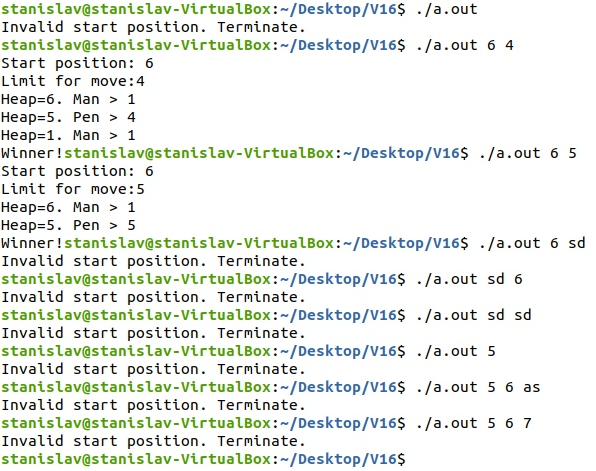 stanislav@stanislav-VirtualBox:~/Desktop/V16$ ./a.out
Invalid start position. Terminate.
stanislav@stanislav-VirtualBox:~/Desktop/V16$ ./a.out 6 4
Start position: 6
Limit for move:4
Heap=6. Man > 1
Heap=5. Pen > 4
Heap=1. Man > 1
Winner!stanislav@stanislav-VirtualBox:~/Desktop/V16$ ./a.out 6 5
Start position: 6
Limit for move:5
Heap=6. Man > 1
Heap=5. Pen > 5
Winner!stanislav@stanislav-VirtualBox:~/Desktop/V16$ ./a.out 6 sd
Invalid start position. Terminate.
stanislav@stanislav-VirtualBox:~/Desktop/V16$ ./a.out sd 6
Invalid start position. Terminate.
stanislav@stanislav-VirtualBox:~/Desktop/V16$ ./a.out sd sd
Invalid start position. Terminate.
stanislav@stanislav-VirtualBox:~/Desktop/V16$ ./a.out 5
Invalid start position. Terminate.
stanislav@stanislav-VirtualBox:~/Desktop/V16$ ./a.out 5 6 as
Invalid start position. Terminate.
stanislav@stanislav-VirtualBox:~/Desktop/V16$ ./a.out 5 6 7
Invalid start position. Terminate.
stanislav@stanislav-VirtualBox:~/Desktop/V16$